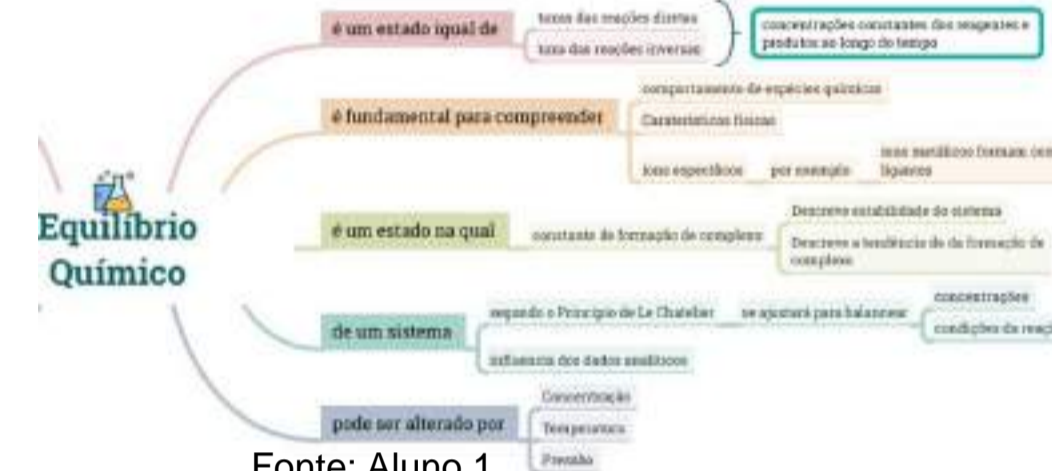 é um estado igual de
taxas das reações diretas
taxa das reações inversas
concentrações constantes dos reagentes e
produtos ao longo do tempo
é fundamental para compreender
comportamento de espécies químicas
Caraterísticas físicas
íons específicos
por exemplo
íons metálicos formam com
ligantes
Equilíbrio
Químico
é um estado na qual
constante de formação de complexo
Descreve estabilidade do sistema
Descreve a tendência de da formação de
complexo
de um sistema
segundo o Princípio de Le Chatelier
se ajustará para balancear
concentrações
condições da
influencia dos dados analíticos
pode ser alterado por
Concentração
Temperatura
Pressão
Fonte: Aluno 1